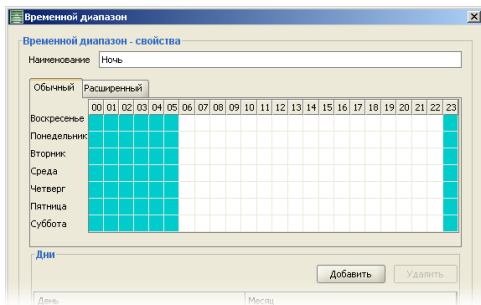 Временной диапазон
Временной диапазон - свойства
Наименование Ночь
Обычный Расширенный
00 01 02 03 04 05 06 07 08 09 10 11 12 13 14 15 16 17 18 19 20 21 22 23
Воскресенье
Понедельник
Вторник
Среда
Четверг
Пятница
Суббота
Дни
Добавить Удалить
День Месяц